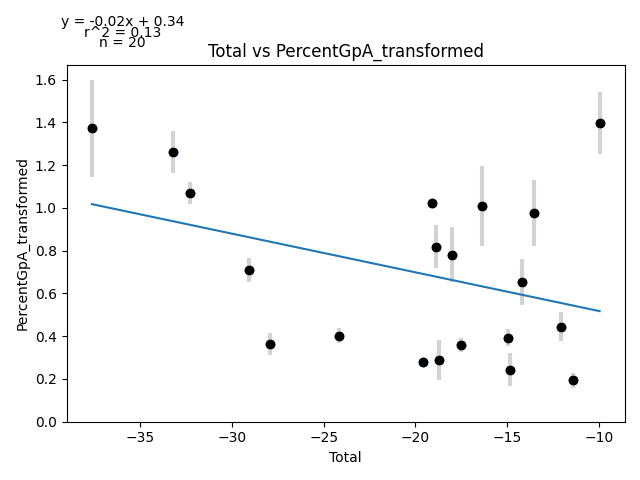 y = -0.02x + 0.34
r^2 = 0.13
n = 20
Total vs PercentGpA_transformed
PercentGpA_transformed
1.6
1.4
1.2
1.0
0.8
0.6
0.4
0.2
0.0
−35
−30
−25
−20
−15
−10
Total